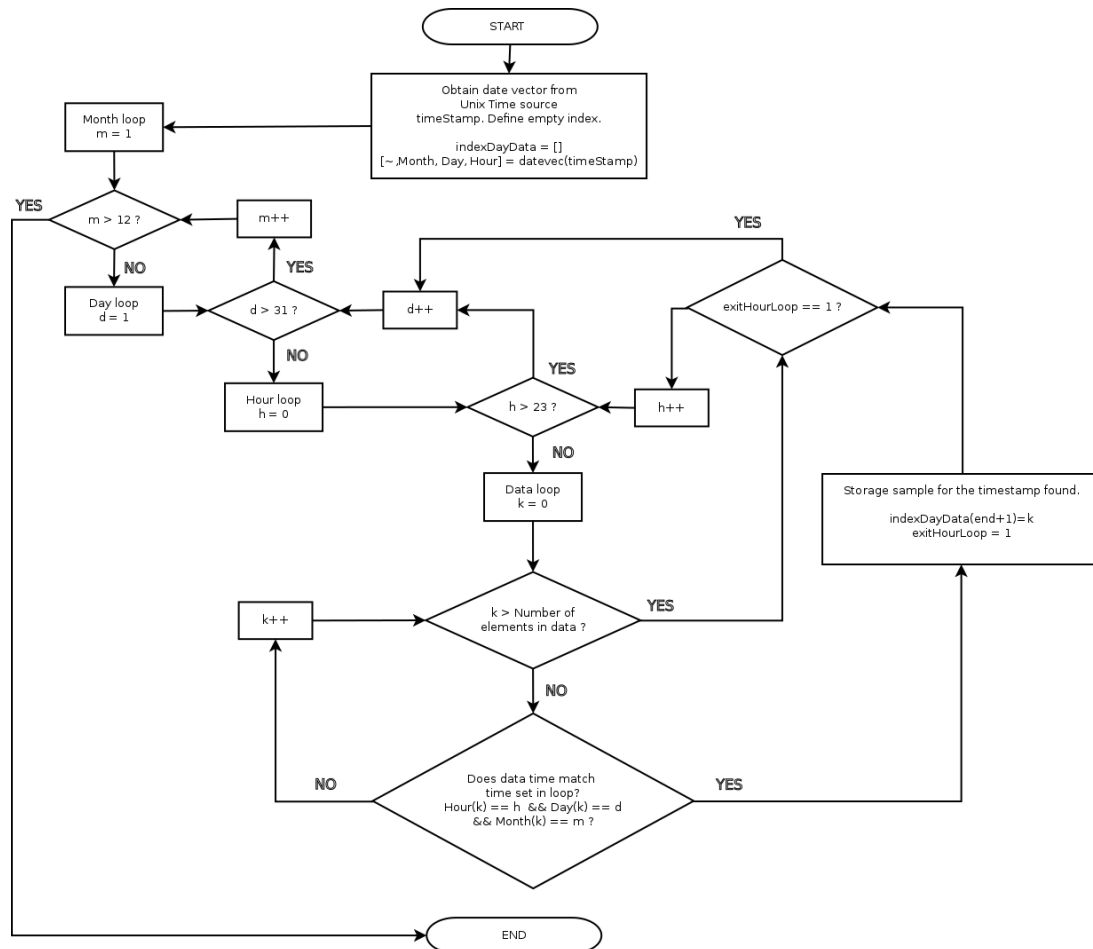 START
Obtain date vector from
Unix Time source
timeStamp. Define empty index.
indexDayData = []
[~,Month, Day, Hour] = datevec(timeStamp)
Month loop
m = 1
YES
m > 12 ?
m++
NO
YES
Day loop
d = 1
d > 31 ?
d++
YES
exitHourLoop == 1 ?
NO
Hour loop
h = 0
YES
h > 23 ?
h++
NO
Data loop
k = 0
Storage sample for the timestamp found.
indexDayData(end+1)=k
exitHourLoop = 1
k++
k > Number of
elements in data ?
YES
NO
NO
Does data time match
time set in loop?
Hour(k) == h  && Day(k) == d
&& Month(k) == m ?
YES
END